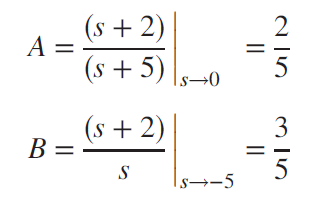 A = (s + 2) / (s + 5) |s→0 = 2/5
B = (s + 2) / s |s→−5 = 3/5